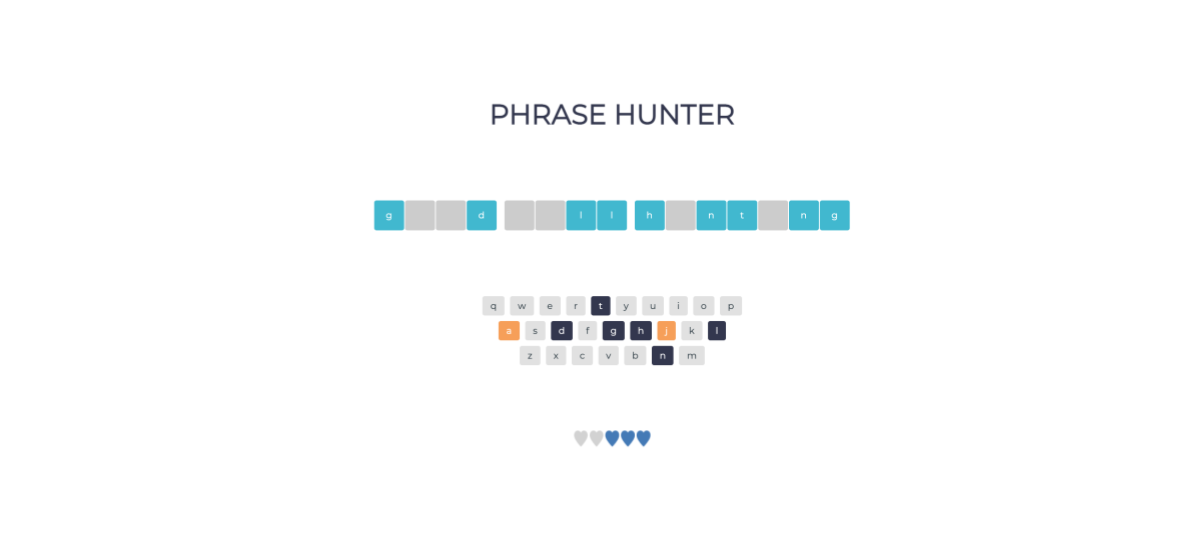 PHRASE HUNTER
g d l l h n t n g
q w e r t y u i o p
a s d f g h j k l
z x c v b n m